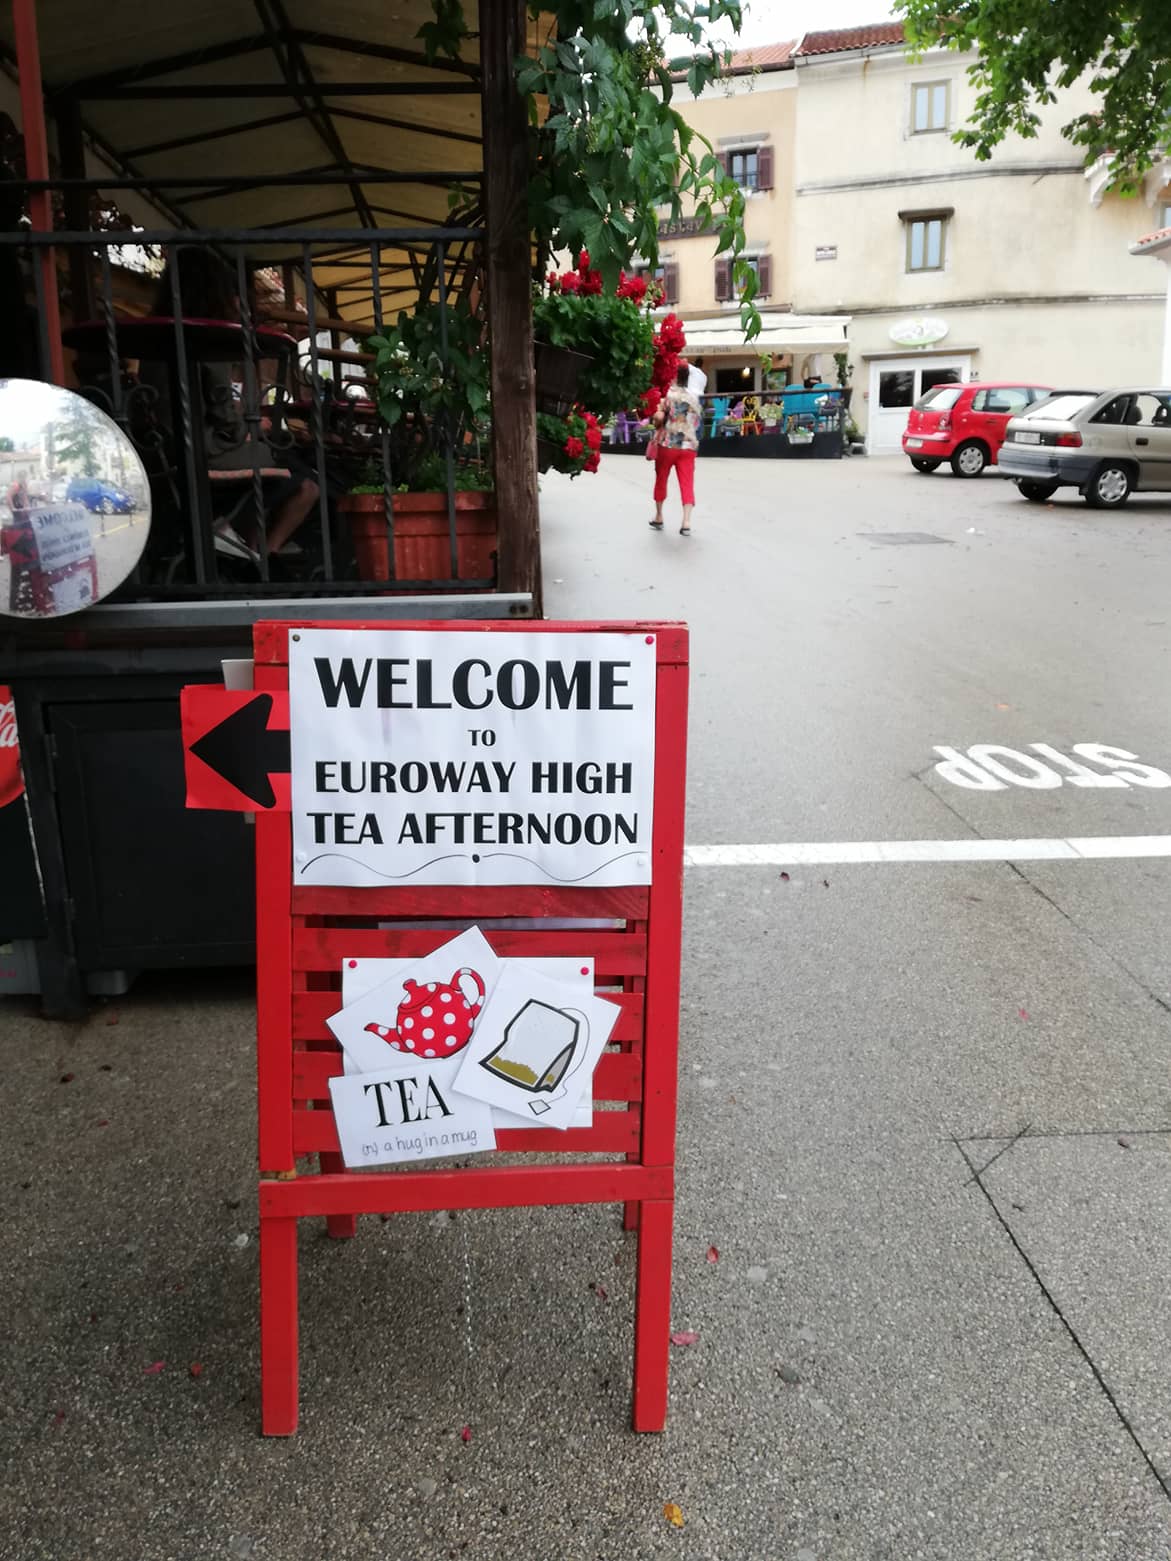 WELCOME
TO
EUROWAY HIGH
TEA AFTERNOON
TEA
(n) a hug in a mug
STOP